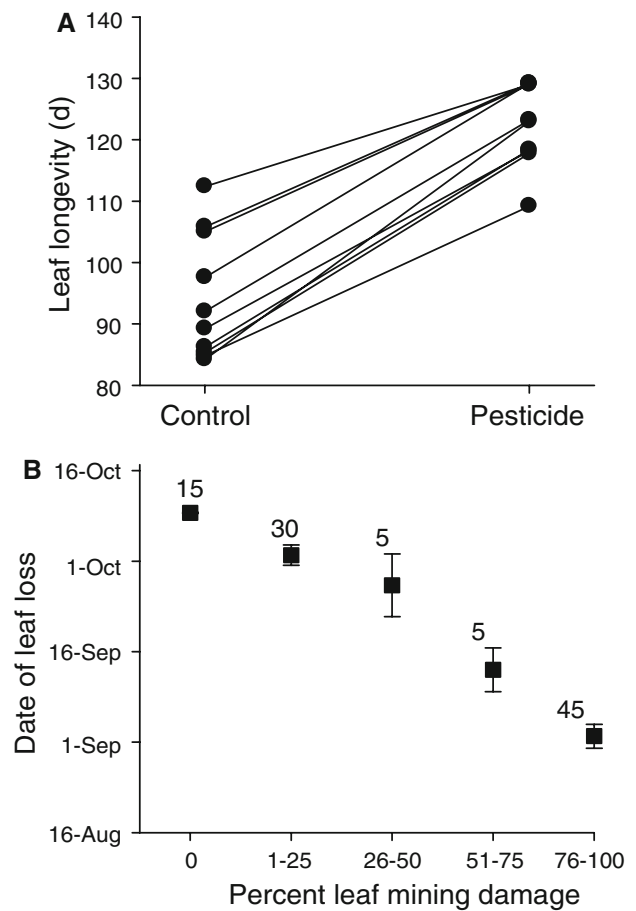 A
Leaf longevity (d)
140
130
120
110
100
90
80
Control Pesticide
B
Date of leaf loss
16-Oct
1-Oct
16-Sep
1-Sep
16-Aug
15
30
5
5
45
0 1-25 26-50 51-75 76-100
Percent leaf mining damage